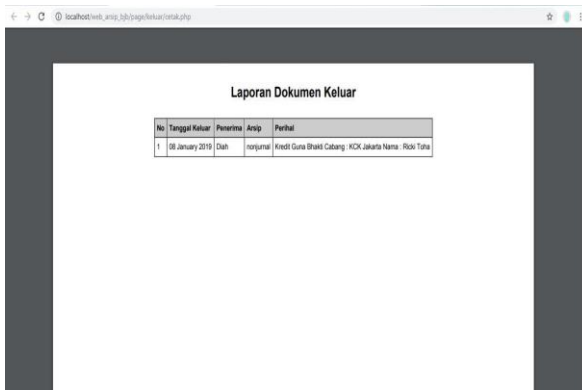 localhost/web_arsip_bjb/page/keluar/cetak.php
Laporan Dokumen Keluar
No Tanggal Keluar Penerima Arsip Perihal
1 08 January 2019 Diah nonjurnal Kredit Guna Bhakti Cabang : KCK Jakarta Nama : Ricki Toha